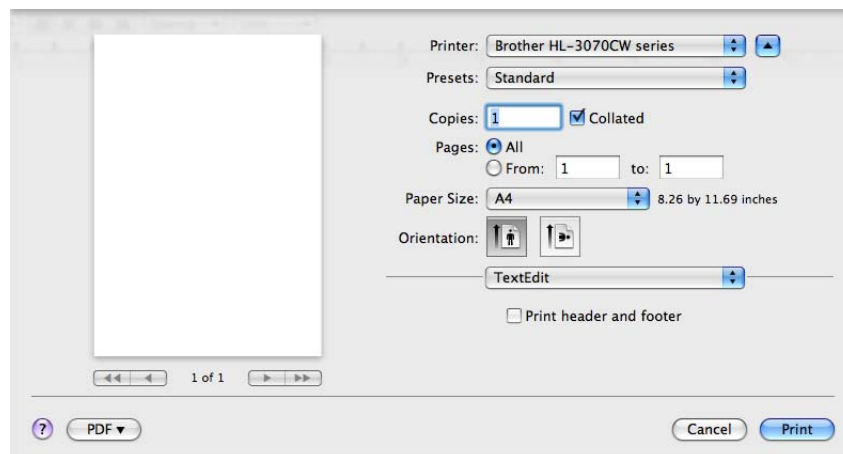 Printer: Brother HL-3070CW series
Presets: Standard
Copies: 1 Collated
Pages: All
From: 1 to: 1
Paper Size: A4 8.26 by 11.69 inches
Orientation:
TextEdit
Print header and footer
1 of 1
? PDF Cancel Print